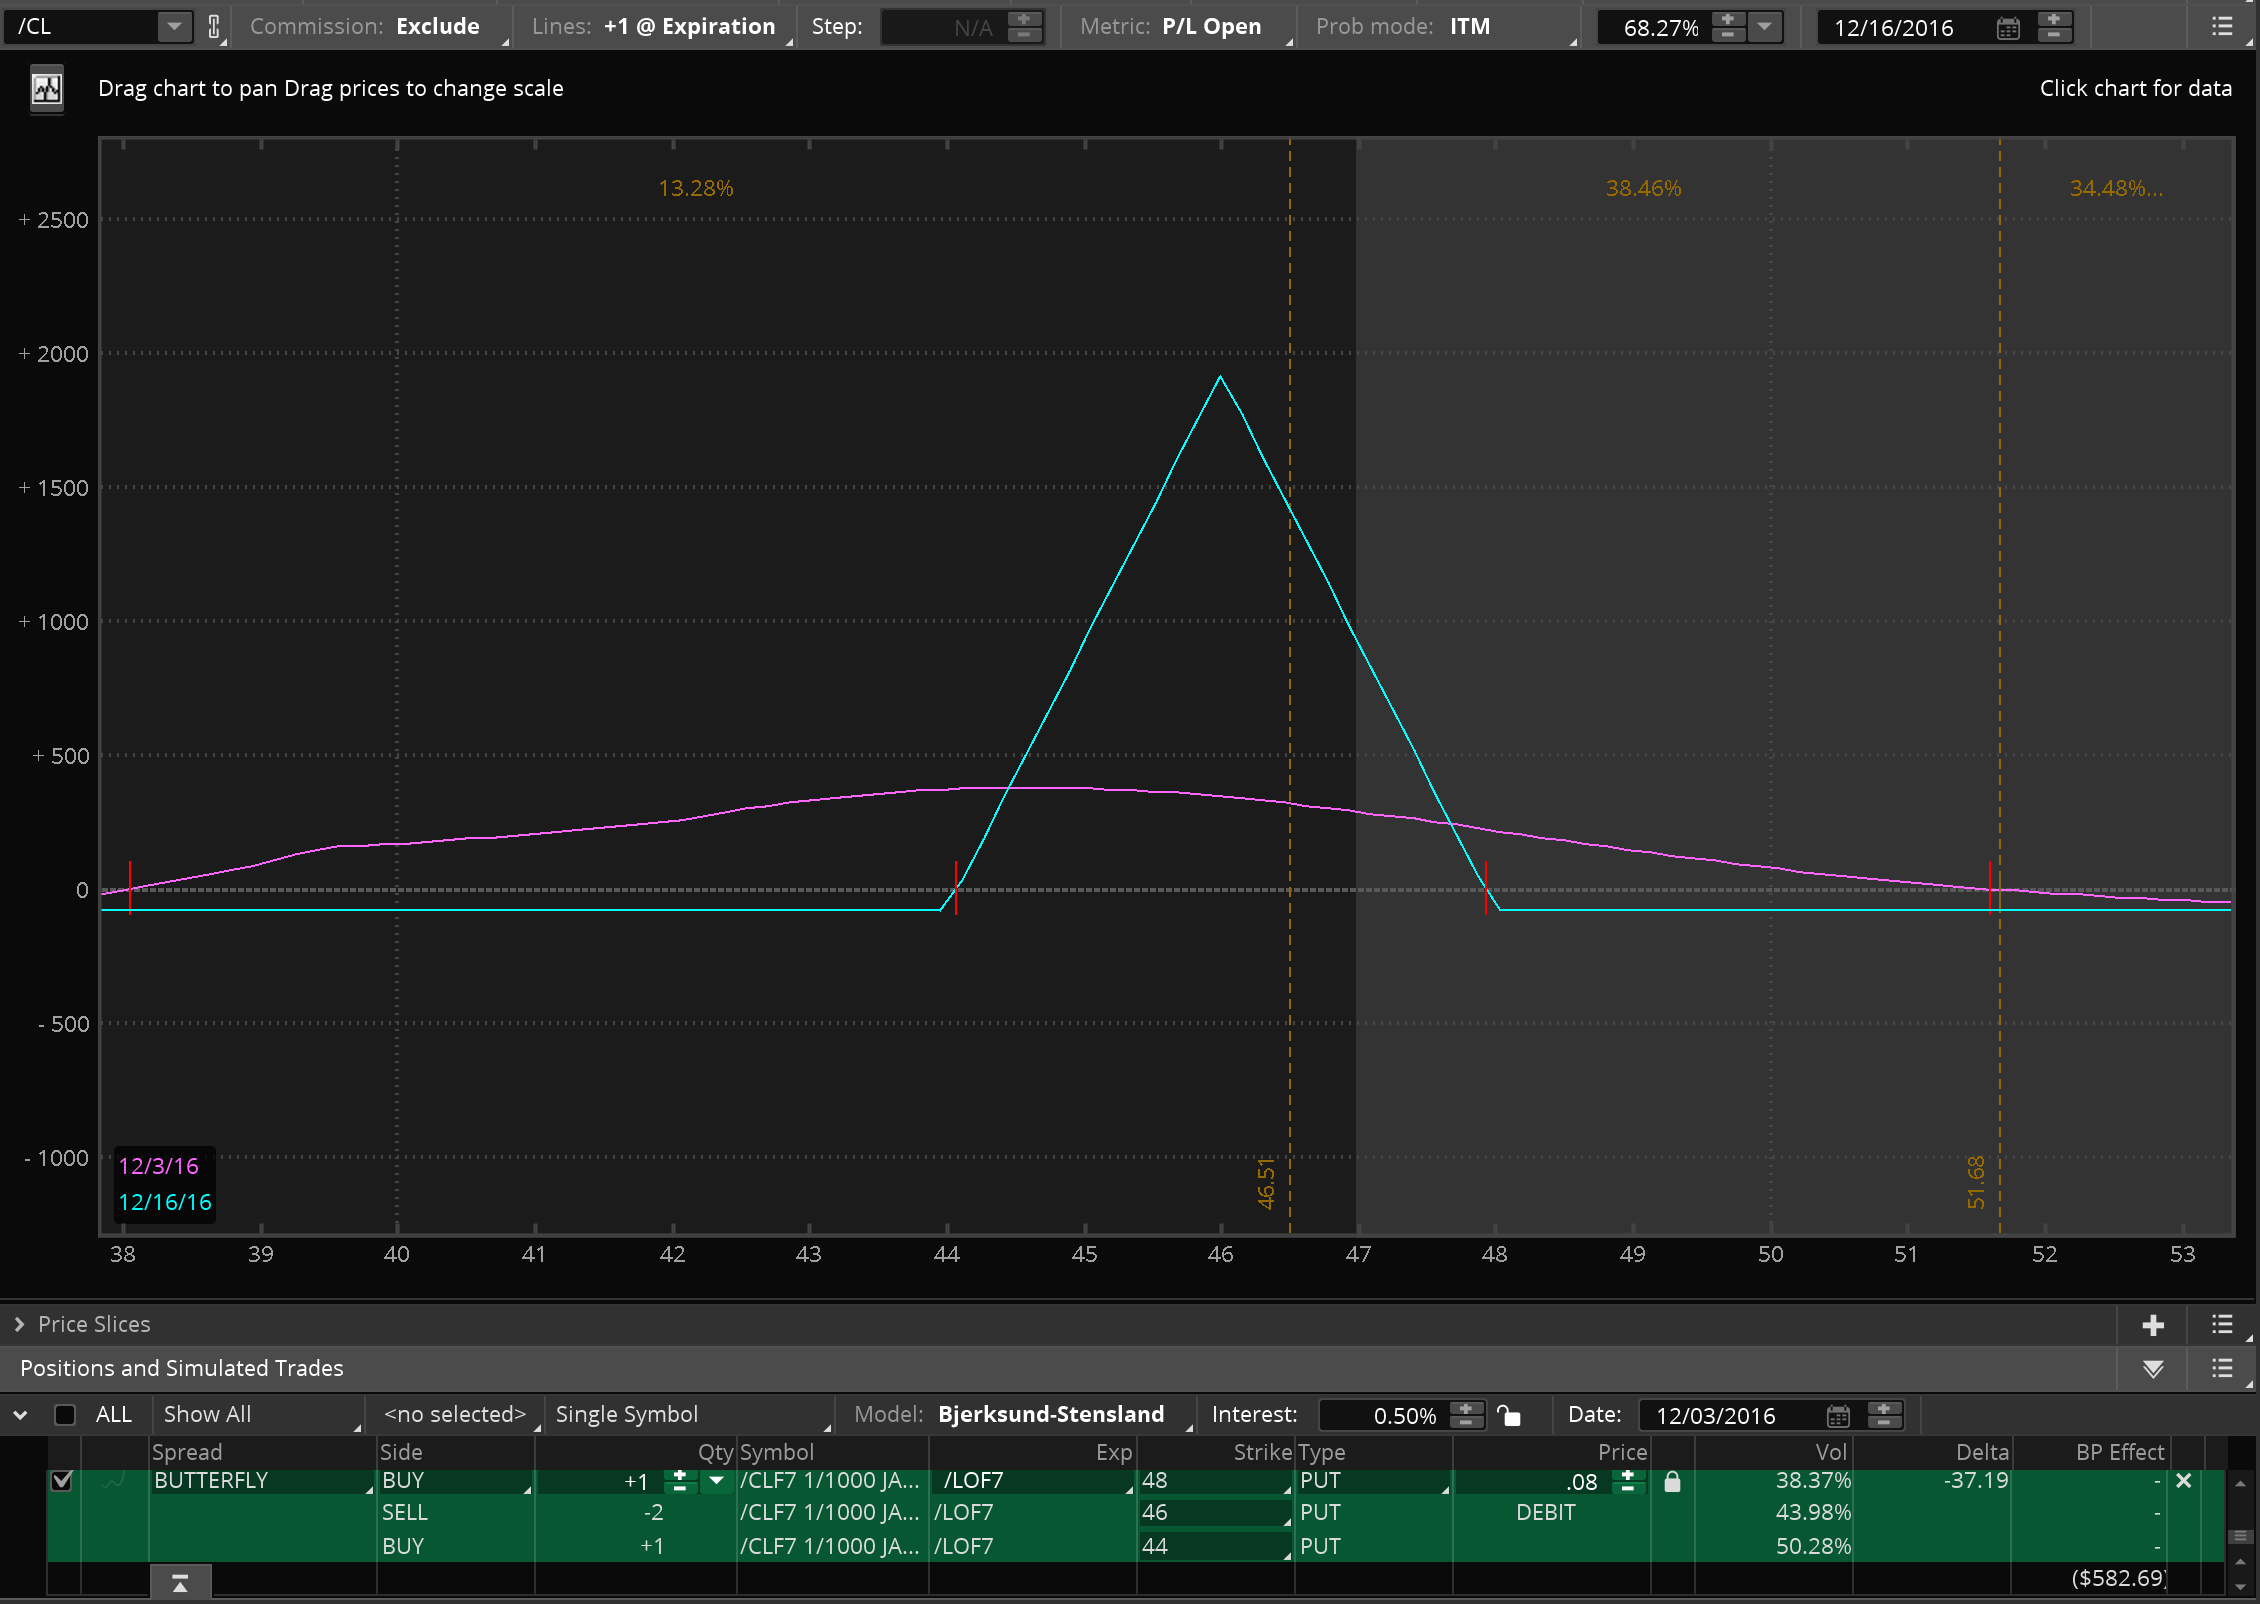 /CL Commission: Exclude Lines: +1 @ Expiration Step: N/A Metric: P/L Open Prob mode: ITM 68.27% 12/16/2016
Drag chart to pan Drag prices to change scale Click chart for data
13.28% 38.46% 34.48%...
+ 2500
+ 2000
+ 1500
+ 1000
+ 500
0
- 500
- 1000
46.51 51.68
12/3/16
12/16/16
38 39 40 41 42 43 44 45 46 47 48 49 50 51 52 53
Price Slices
Positions and Simulated Trades
ALL Show All <no selected> Single Symbol Model: Bjerksund-Stensland Interest: 0.50% Date: 12/03/2016
Spread Side Qty Symbol Exp Strike Type Price Vol Delta BP Effect
BUTTERFLY BUY +1 /CLF7 1/1000 JA... /LOF7 48 PUT .08 38.37% -37.19 -
SELL -2 /CLF7 1/1000 JA... /LOF7 46 PUT DEBIT 43.98% -
BUY +1 /CLF7 1/1000 JA... /LOF7 44 PUT 50.28% -
($582.69)